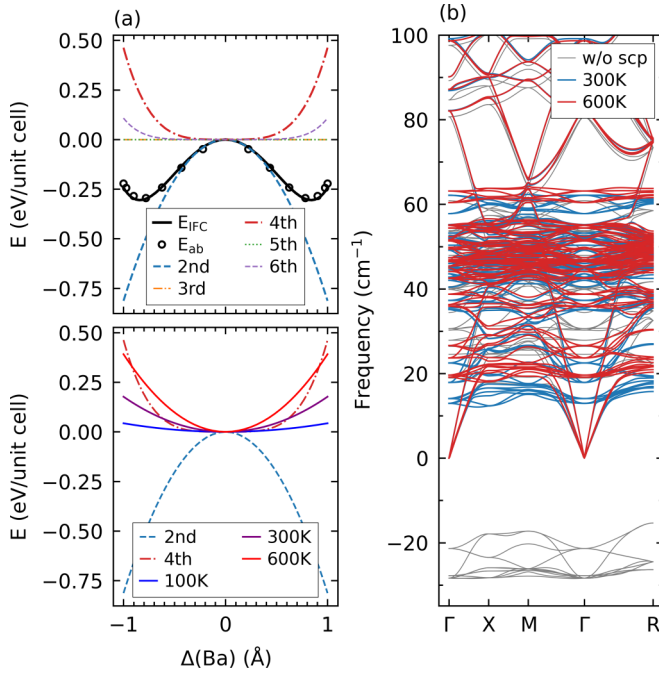 (a)
0.50
0.25
0.00
−0.25
−0.50
−0.75
E (eV/unit cell)
E_IFC
E_ab
2nd
3rd
4th
5th
6th
0.50
0.25
0.00
−0.25
−0.50
−0.75
E (eV/unit cell)
2nd
4th
100K
300K
600K
−1
0
1
Δ(Ba) (Å)
(b)
100
80
60
40
20
0
−20
Frequency (cm⁻¹)
w/o scp
300K
600K
Γ
X
M
Γ
R